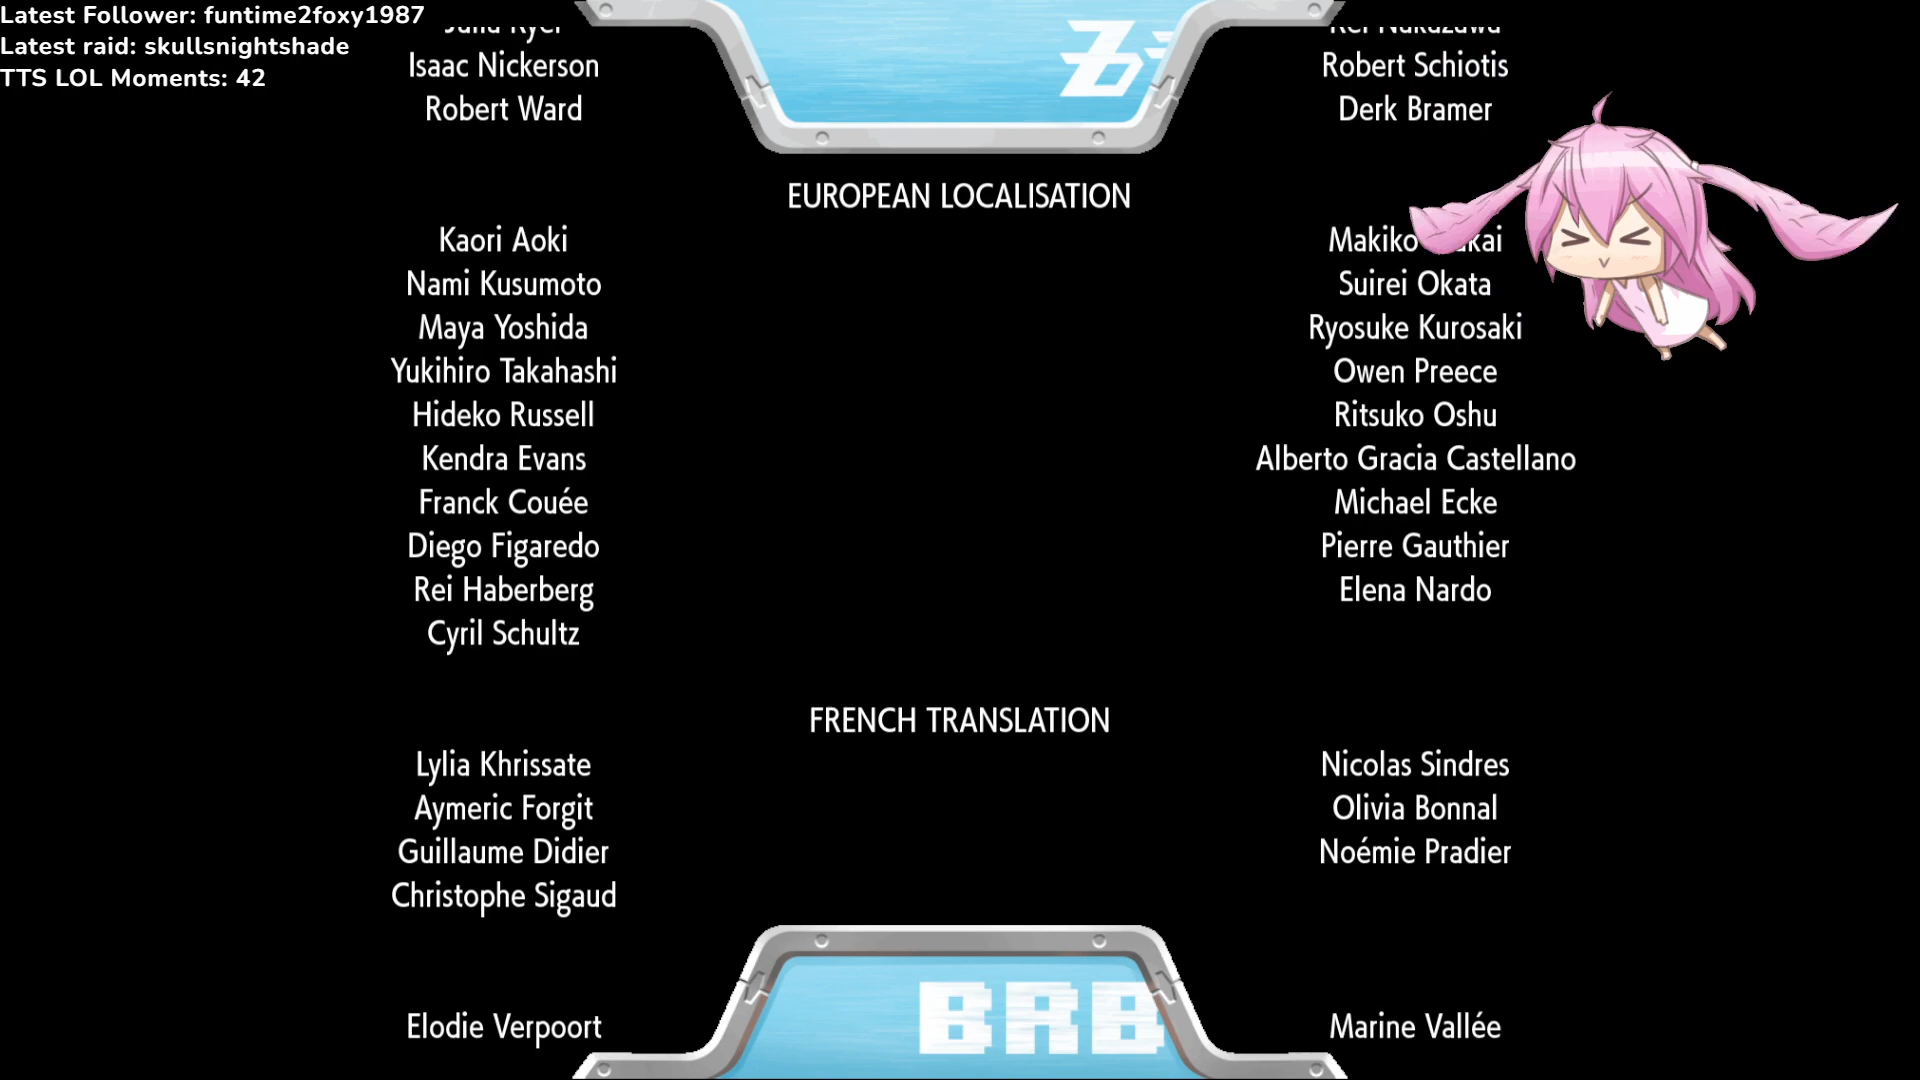 Latest Follower: funtime2foxy1987
Latest raid: skullsnightshade
TTS LOL Moments: 42
Isaac Nickerson
Robert Schiotis
Robert Ward
Derk Bramer
EUROPEAN LOCALISATION
Kaori Aoki
Makiko
Nami Kusumoto
Suirei Okata
Maya Yoshida
Ryosuke Kurosaki
Yukihiro Takahashi
Owen Preece
Hideko Russell
Ritsuko Oshu
Kendra Evans
Alberto Gracia Castellano
Franck Couée
Michael Ecke
Diego Figaredo
Pierre Gauthier
Rei Haberberg
Elena Nardo
Cyril Schultz
FRENCH TRANSLATION
Lylia Khrissate
Nicolas Sindres
Aymeric Forgit
Olivia Bonnal
Guillaume Didier
Noémie Pradier
Christophe Sigaud
Elodie Verpoort
Marine Vallée
BRB